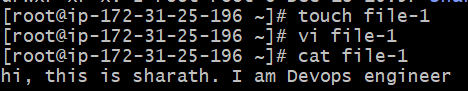 [root@ip-172-31-25-196 ~]# touch file-1
[root@ip-172-31-25-196 ~]# vi file-1
[root@ip-172-31-25-196 ~]# cat file-1
hi, this is sharath. I am Devops engineer